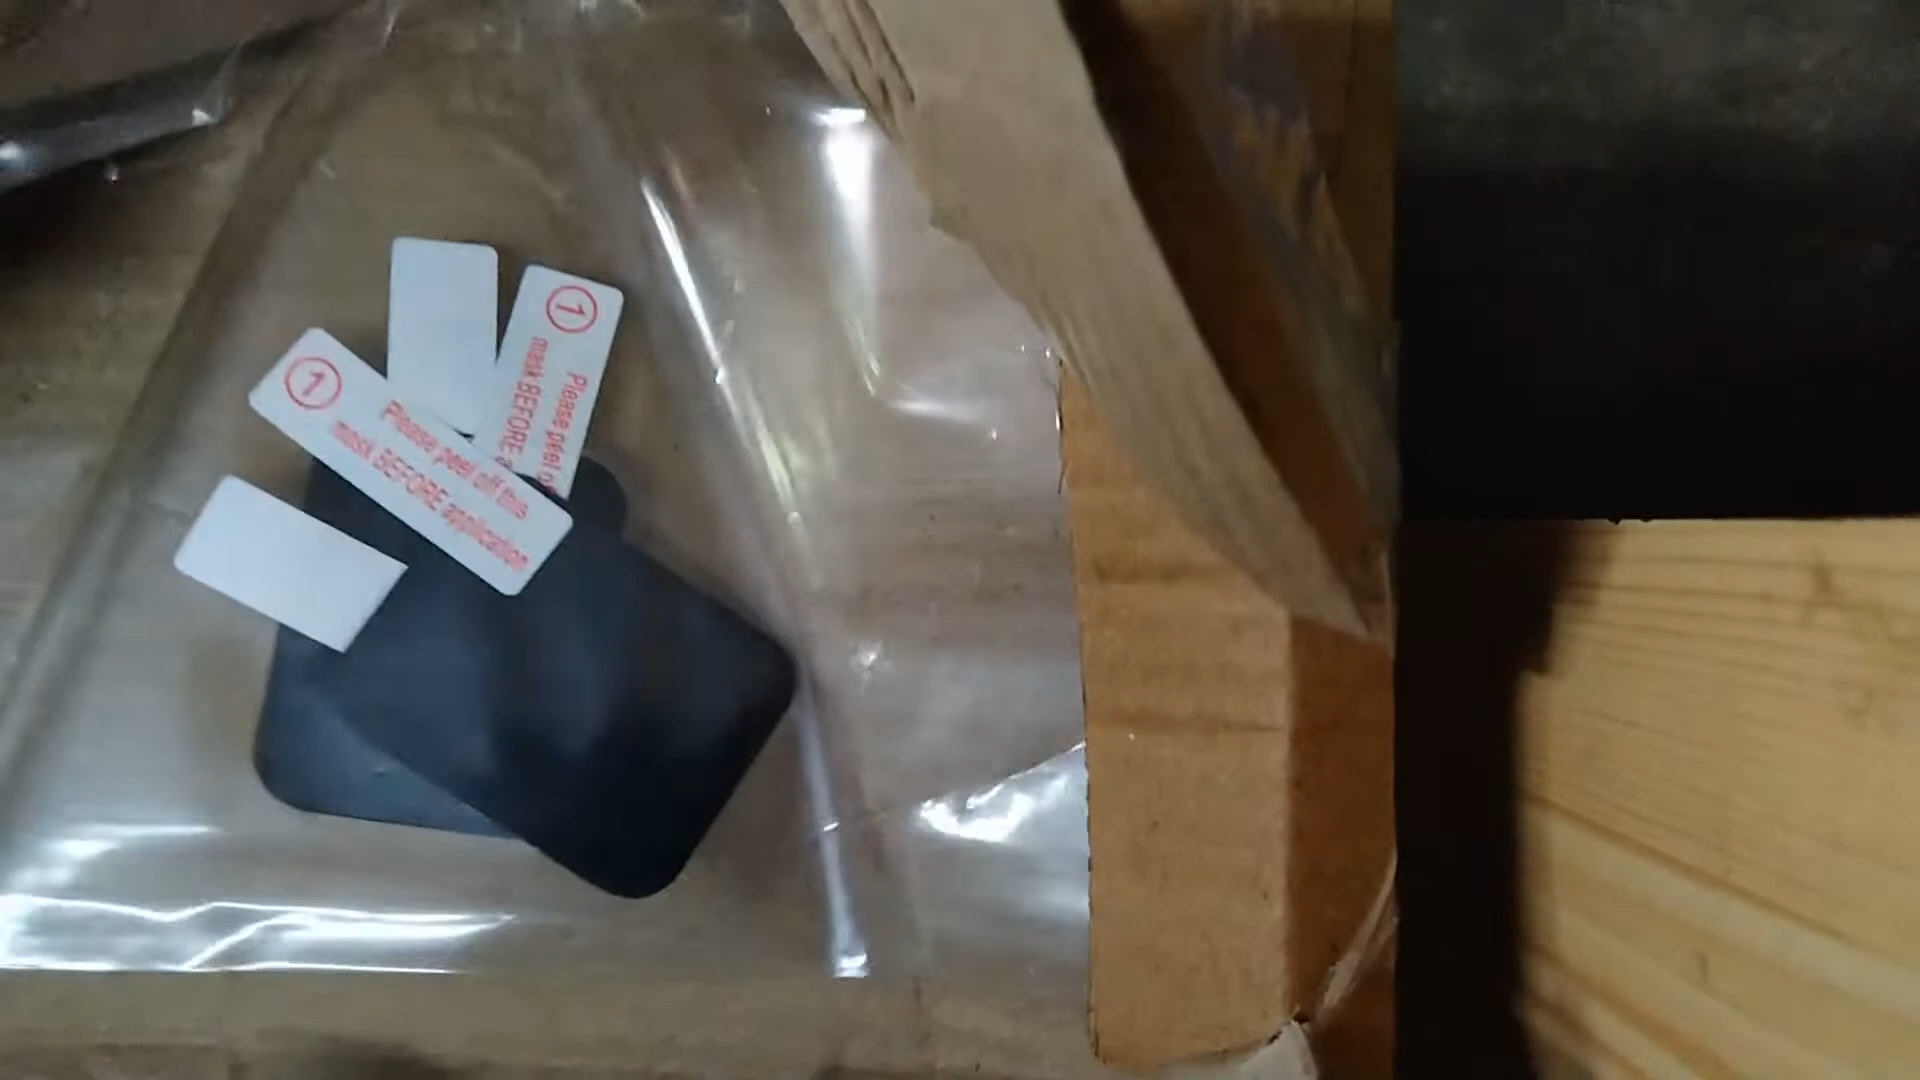 1
Please peel off this
mask BEFORE application
1
Please peel o
mask BEFORE a